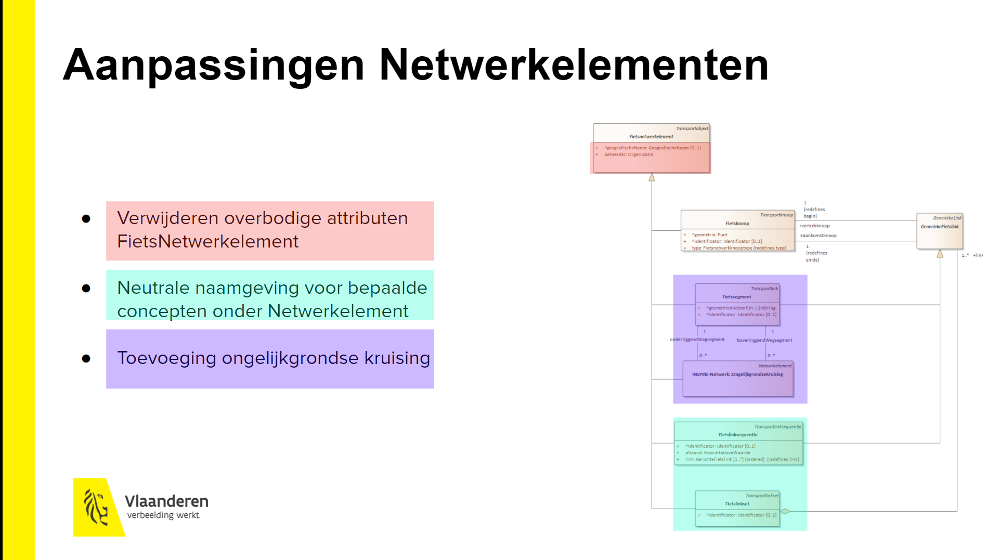 Aanpassingen Netwerkelementen
● Verwijderen overbodige attributen
FietsNetwerkelement
● Neutrale naamgeving voor bepaalde
concepten onder Netwerkelement
● Toevoeging ongelijkgrondse kruising
Vlaanderen
verbeelding werkt
Transportobject
Fietsnetwerkelement
+ ^geografischeNaam: GeografischeNaam [0..1]
+ beheerder: Organisatie
Transportknoop
Fietsknoop
+ ^geometrie: Punt
+ ^identificator: Identificator [0..1]
+ type: Fietsnetwerkknooptype {redefines type}
1
{redefines
begin}
+vertrekknoop
+aankomstknoop
1
{redefines
einde}
GeneriekeLink
GeneriekeFietslink
1..* +link
Transportlink
Fietssegment
+ ^geometriemiddenlijn: LijnString
+ ^identificator: Identificator [0..1]
1 1
onderliggendWegsegment bovenliggendWegsegment
0..* 0..*
Netwerkelement
INSPIRE-Netwerk::OngelijkgrondseKruising
Transportlinksequentie
Fietslinksequentie
+ ^identificator: Identificator [0..1]
+ afstand: KwantitatieveWaarde
+ link: GerichteFietslink [1..*] {ordered} {redefines link}
Transportlinkset
Fietslinkset
+ ^identificator: Identificator [0..1]